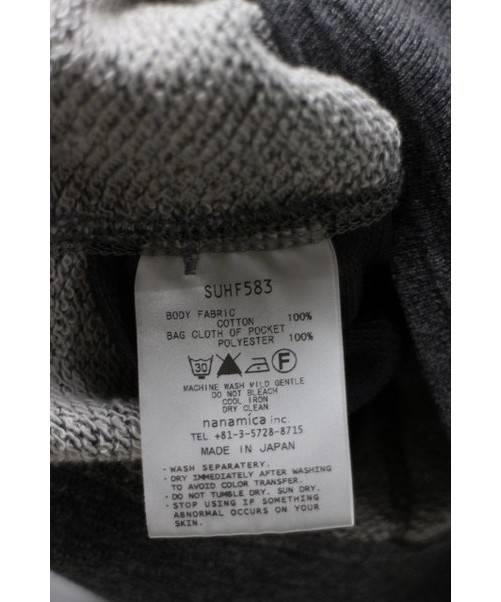 SUHF583
BODY FABRIC
COTTON 100%
BAG CLOTH OF POCKET
POLYESTER 100%
30 F
MACHINE WASH MILD GENTLE
DO NOT BLEACH
COOL IRON
DRY CLEAN
nanamica inc.
TEL +81-3-5728-8715
MADE IN JAPAN
・WASH SEPARATERY.
・DRY IMMEDIATELY AFTER WASHING
TO AVOID COLOR TRANSFER.
・DO NOT TUMBLE DRY. SUN DRY.
・STOP USING IF SOMETHING
ABNORMAL OCCURS ON YOUR
SKIN.